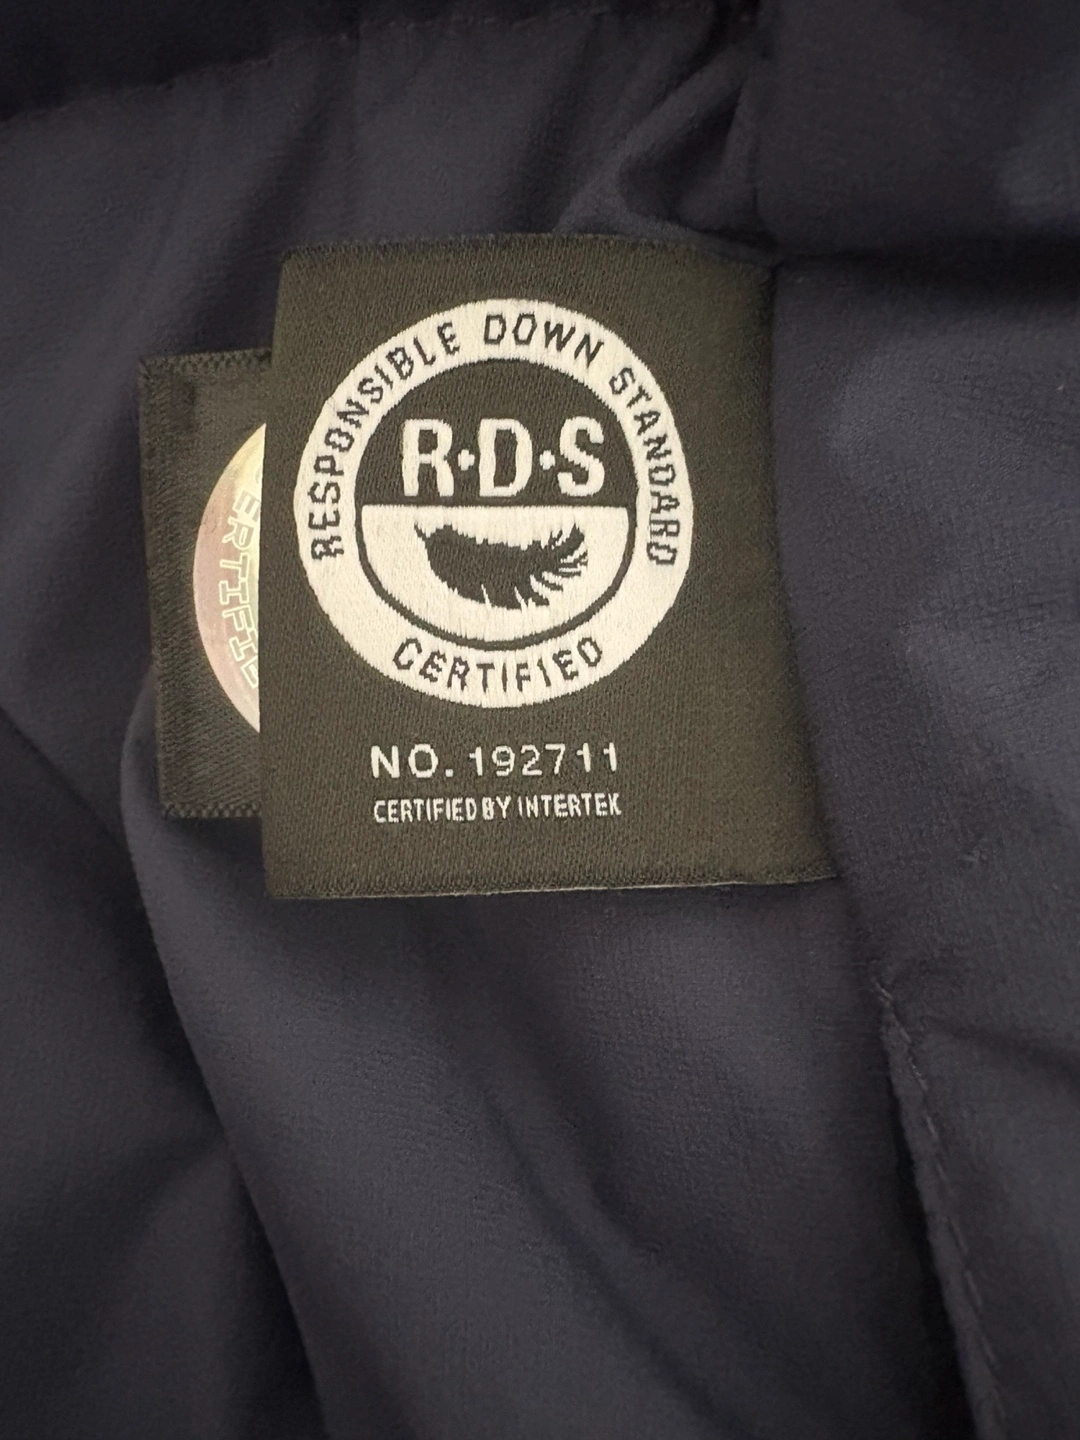 RESPONSIBLE DOWN STANDARD
R·D·S
CERTIFIED
NO. 192711
CERTIFIED BY INTERTEK